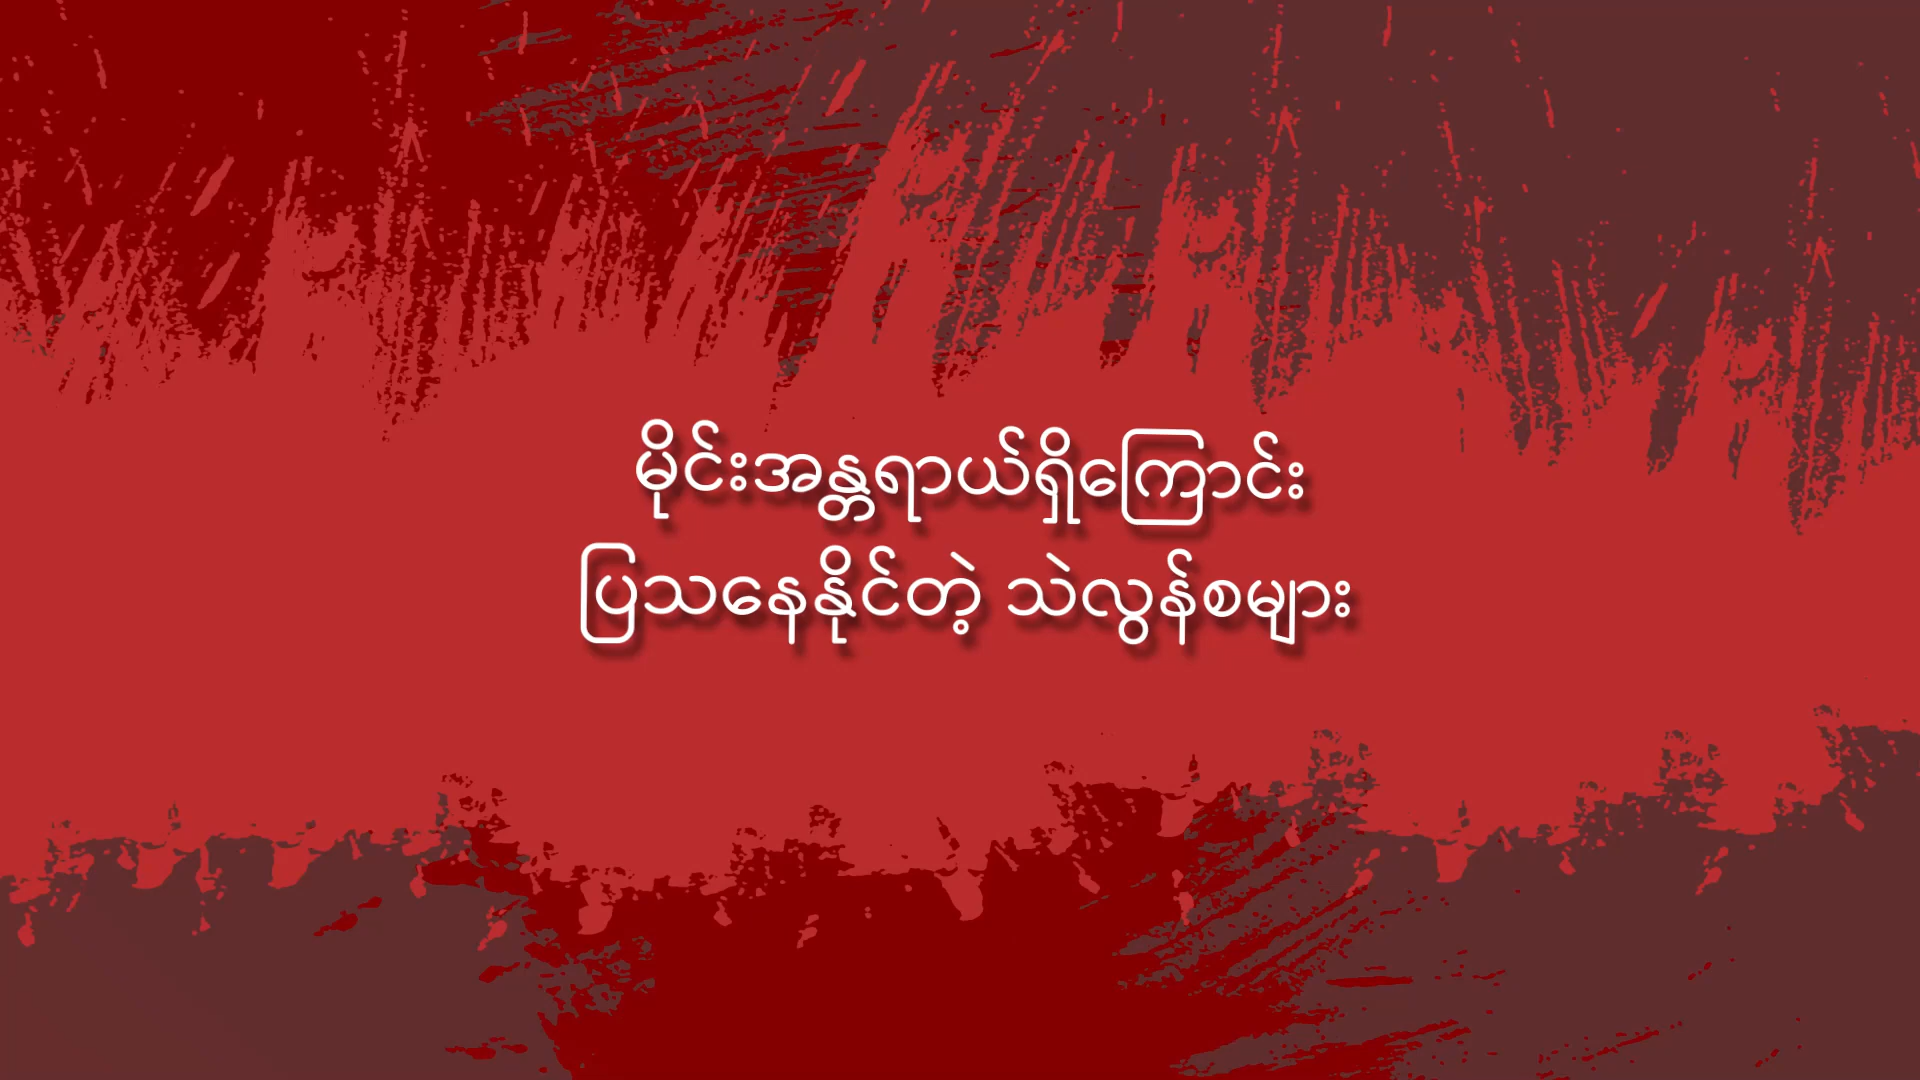 မိုင်းအန္တရာယ်ရှိကြောင်း
ပြသနေနိုင်တဲ့ သဲလွန်စများ